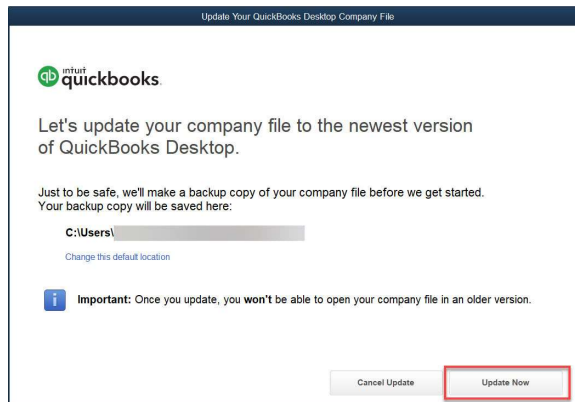 Update Your QuickBooks Desktop Company File
qb intuit
quickbooks.
Let's update your company file to the newest version
of QuickBooks Desktop.
Just to be safe, we'll make a backup copy of your company file before we get started.
Your backup copy will be saved here:
C:\Users\
Change this default location
i Important: Once you update, you won't be able to open your company file in an older version.
Cancel Update Update Now